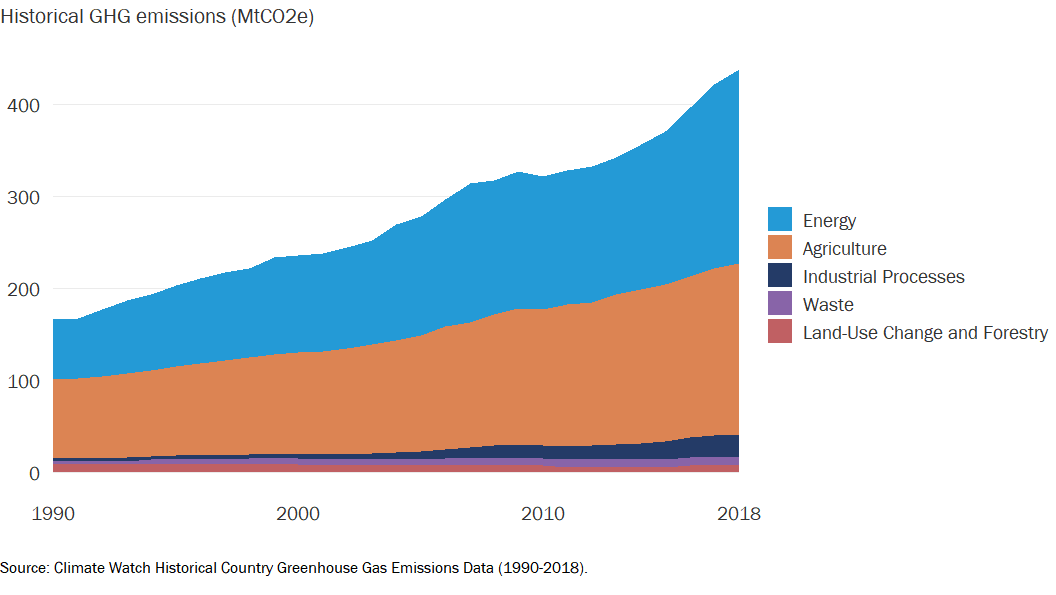 Historical GHG emissions (MtCO2e)
400
300
200
100
0
1990
2000
2010
2018
Energy
Agriculture
Industrial Processes
Waste
Land-Use Change and Forestry
Source: Climate Watch Historical Country Greenhouse Gas Emissions Data (1990-2018).